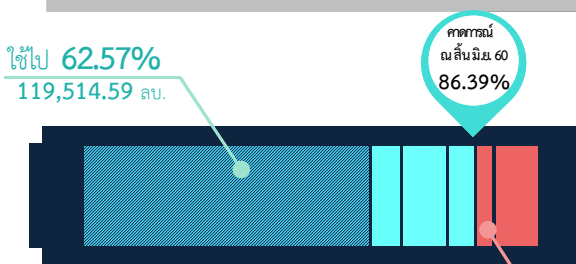 ใช้ไป 62.57%
119,514.59 ลบ.
คาดการณ์
ณ สิ้น มิ.ย. 60
86.39%